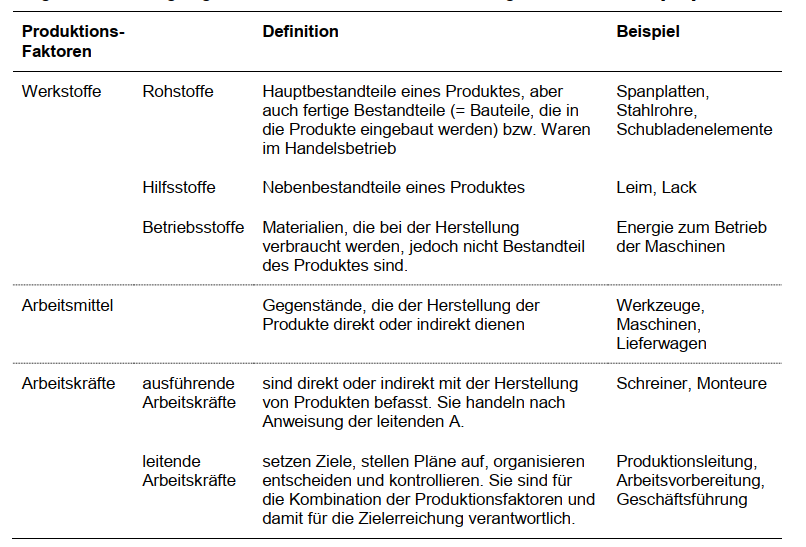 Produktions- Definition Beispiel
Faktoren
Werkstoffe Rohstoffe Hauptbestandteile eines Produktes, aber Spanplatten,
auch fertige Bestandteile (= Bauteile, die in Stahlrohre,
die Produkte eingebaut werden) bzw. Waren Schubladenelemente
im Handelsbetrieb
Hilfsstoffe Nebenbestandteile eines Produktes Leim, Lack
Betriebsstoffe Materialien, die bei der Herstellung Energie zum Betrieb
verbraucht werden, jedoch nicht Bestandteil der Maschinen
des Produktes sind.
Arbeitsmittel Gegenstände, die der Herstellung der Werkzeuge,
Produkte direkt oder indirekt dienen Maschinen,
Lieferwagen
Arbeitskräfte ausführende sind direkt oder indirekt mit der Herstellung Schreiner, Monteure
Arbeitskräfte von Produkten befasst. Sie handeln nach
Anweisung der leitenden A.
leitende setzen Ziele, stellen Pläne auf, organisieren Produktionsleitung,
Arbeitskräfte entscheiden und kontrollieren. Sie sind für Arbeitsvorbereitung,
die Kombination der Produktionsfaktoren und Geschäftsführung
damit für die Zielerreichung verantwortlich.